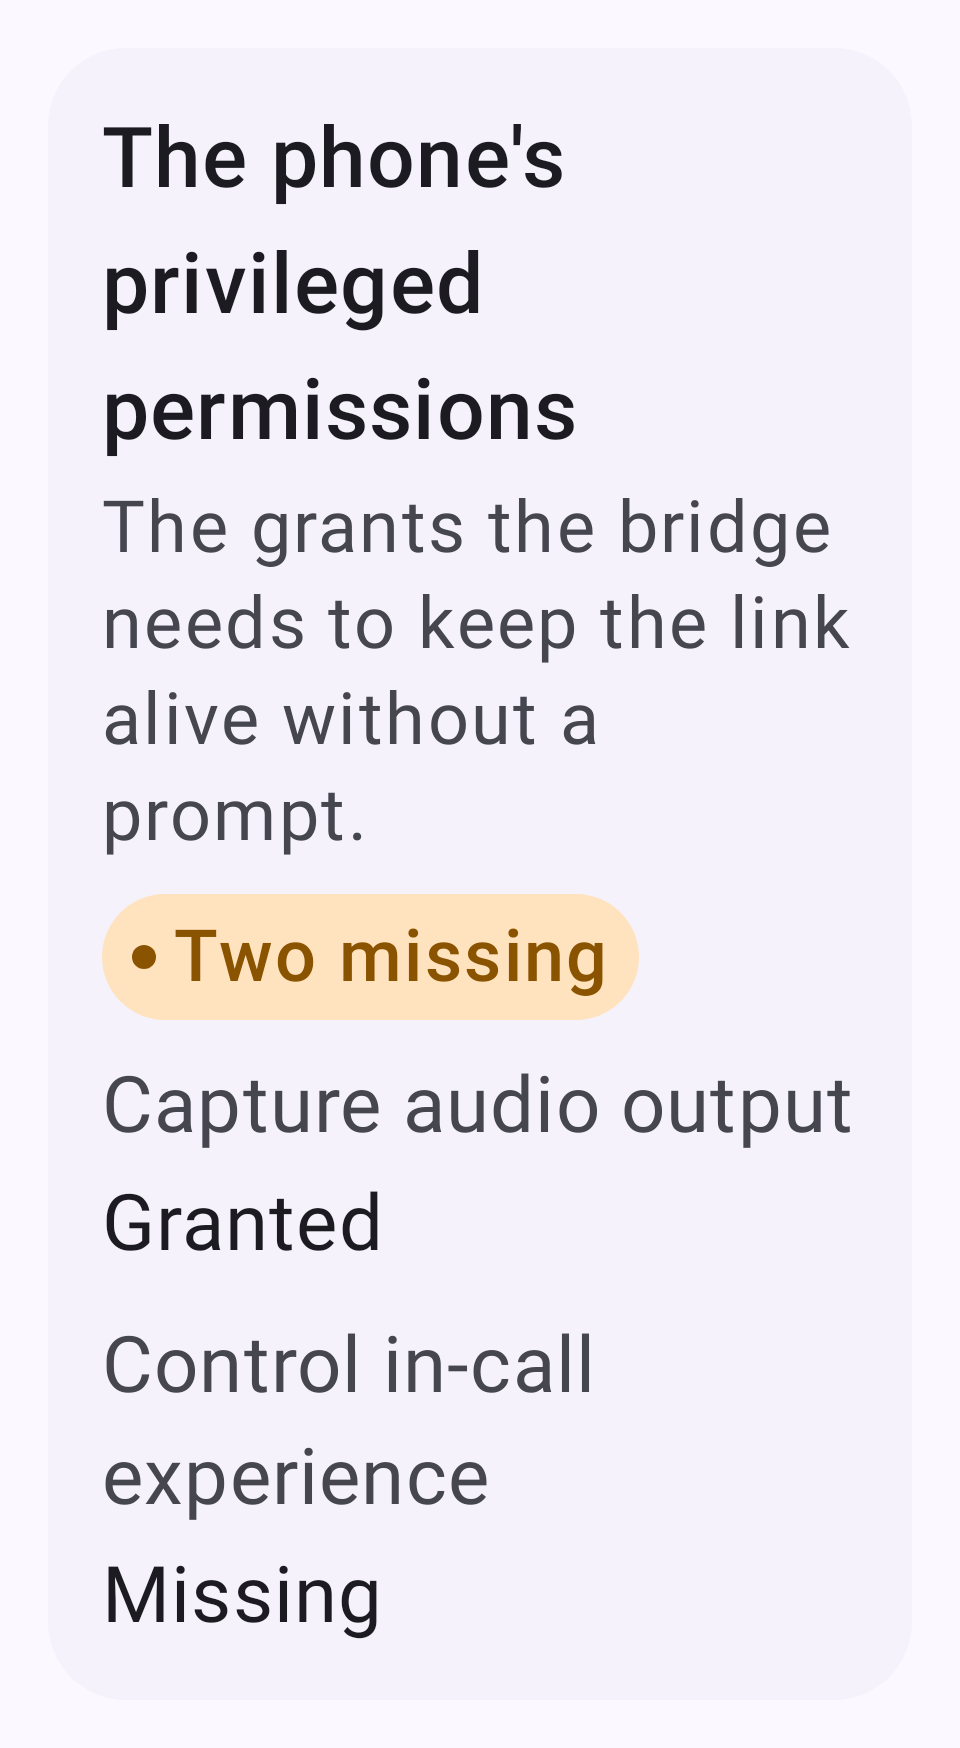 The phone's
privileged
permissions
The grants the bridge
needs to keep the link
alive without a
prompt.
• Two missing
Capture audio output
Granted
Control in-call
experience
Missing